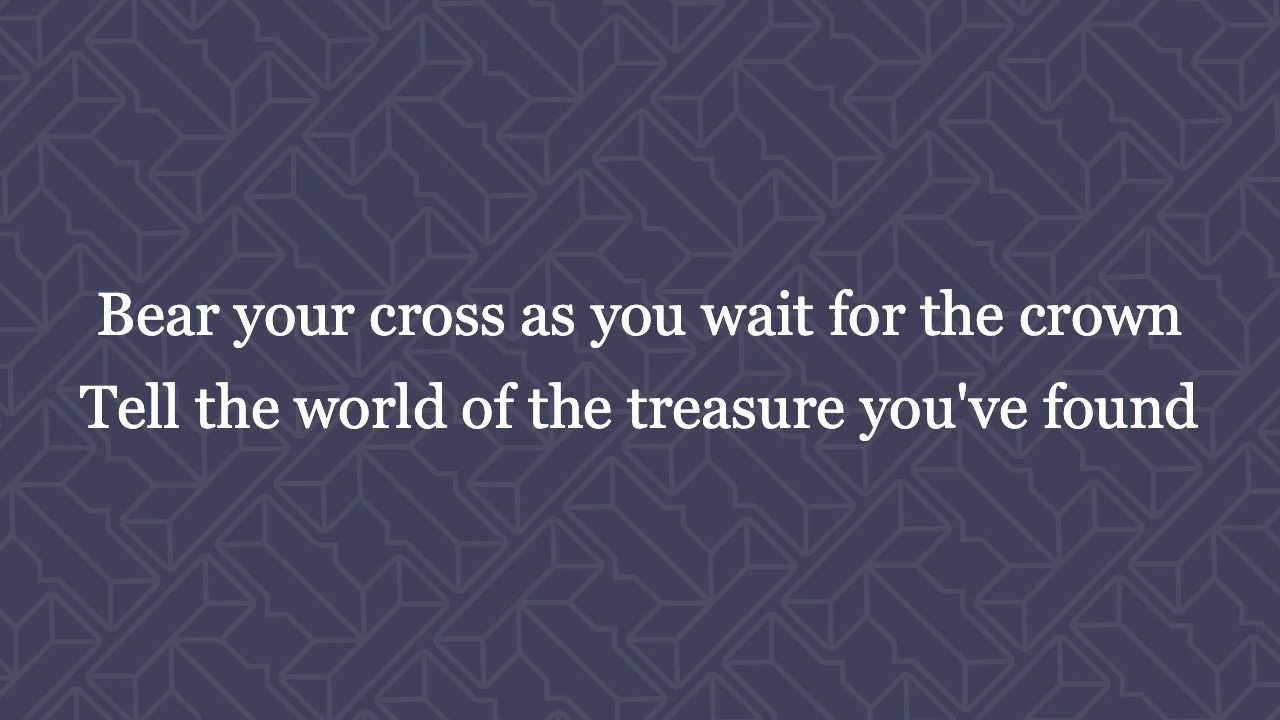 Bear your cross as you wait for the crown
Tell the world of the treasure you've found